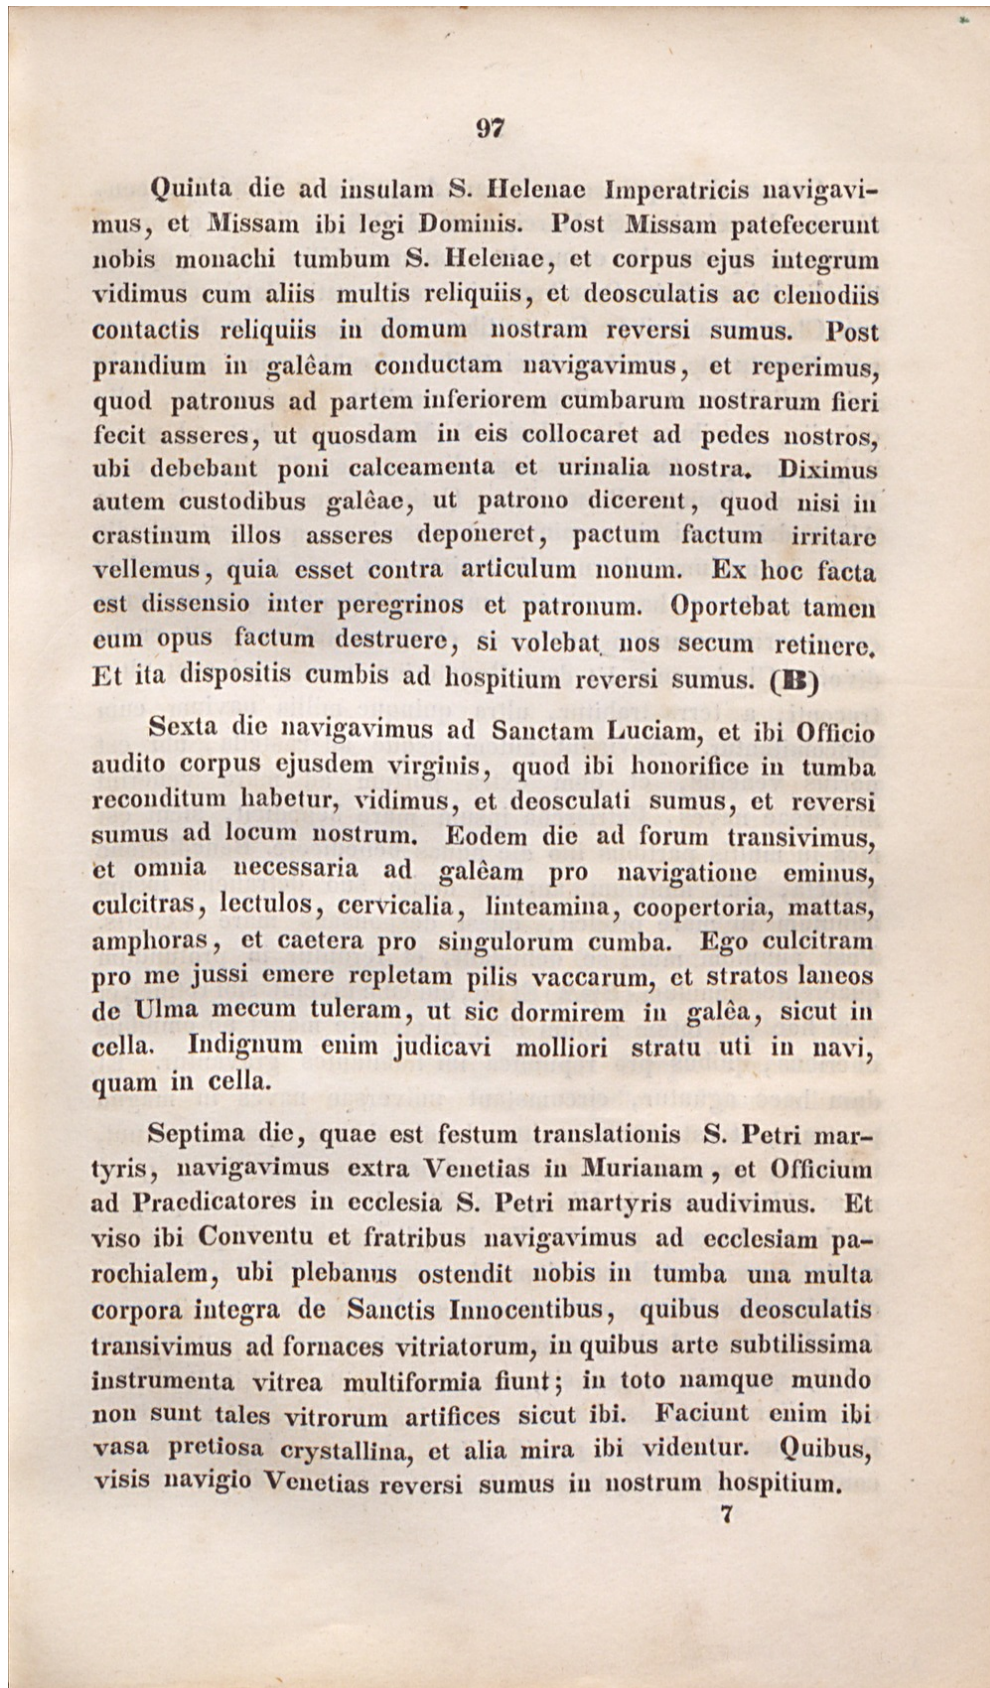 97
Quinta die ad insulam S. Helenae Imperatricis navigavi-
mus, et Missam ibi legi Dominis. Post Missam patefecerunt
nobis monachi tumbum S. Helenae, et corpus ejus integrum
vidimus cum aliis multis reliquiis, et deosculatis ac clenodiis
contactis reliquiis in domum nostram reversi sumus. Post
prandium in galêam conductam navigavimus, et reperimus,
quod patronus ad partem inferiorem cumbarum nostrarum fieri
fecit asseres, ut quosdam in eis collocaret ad pedes nostros,
ubi debebant poni calceamenta et urinalia nostra. Diximus
autem custodibus galêae, ut patrono dicerent, quod nisi in
crastinum illos asseres deponeret, pactum factum irritare
vellemus, quia esset contra articulum nonum. Ex hoc facta
est dissensio inter peregrinos et patronum. Oportebat tamen
eum opus factum destruere, si volebat nos secum retinere.
Et ita dispositis cumbis ad hospitium reversi sumus. (B)
Sexta die navigavimus ad Sanctam Luciam, et ibi Officio
audito corpus ejusdem virginis, quod ibi honorifice in tumba
reconditum habetur, vidimus, et deosculati sumus, et reversi
sumus ad locum nostrum. Eodem die ad forum transivimus,
et omnia necessaria ad galêam pro navigatione eminus,
culcitras, lectulos, cervicalia, linteamina, coopertoria, mattas,
amphoras, et caetera pro singulorum cumba. Ego culcitram
pro me jussi emere repletam pilis vaccarum, et stratos laneos
de Ulma mecum tuleram, ut sic dormirem in galêa, sicut in
cella. Indignum enim judicavi molliori stratu uti in navi,
quam in cella.
Septima die, quae est festum translationis S. Petri mar-
tyris, navigavimus extra Venetias in Murianam, et Officium
ad Praedicatores in ecclesia S. Petri martyris audivimus. Et
viso ibi Conventu et fratribus navigavimus ad ecclesiam pa-
rochialem, ubi plebanus ostendit nobis in tumba una multa
corpora integra de Sanctis Innocentibus, quibus deosculatis
transivimus ad fornaces vitriatorum, in quibus arte subtilissima
instrumenta vitrea multiformia fiunt; in toto namque mundo
non sunt tales vitrorum artifices sicut ibi. Faciunt enim ibi
vasa pretiosa crystallina, et alia mira ibi videntur. Quibus,
visis navigio Venetias reversi sumus in nostrum hospitium.
7